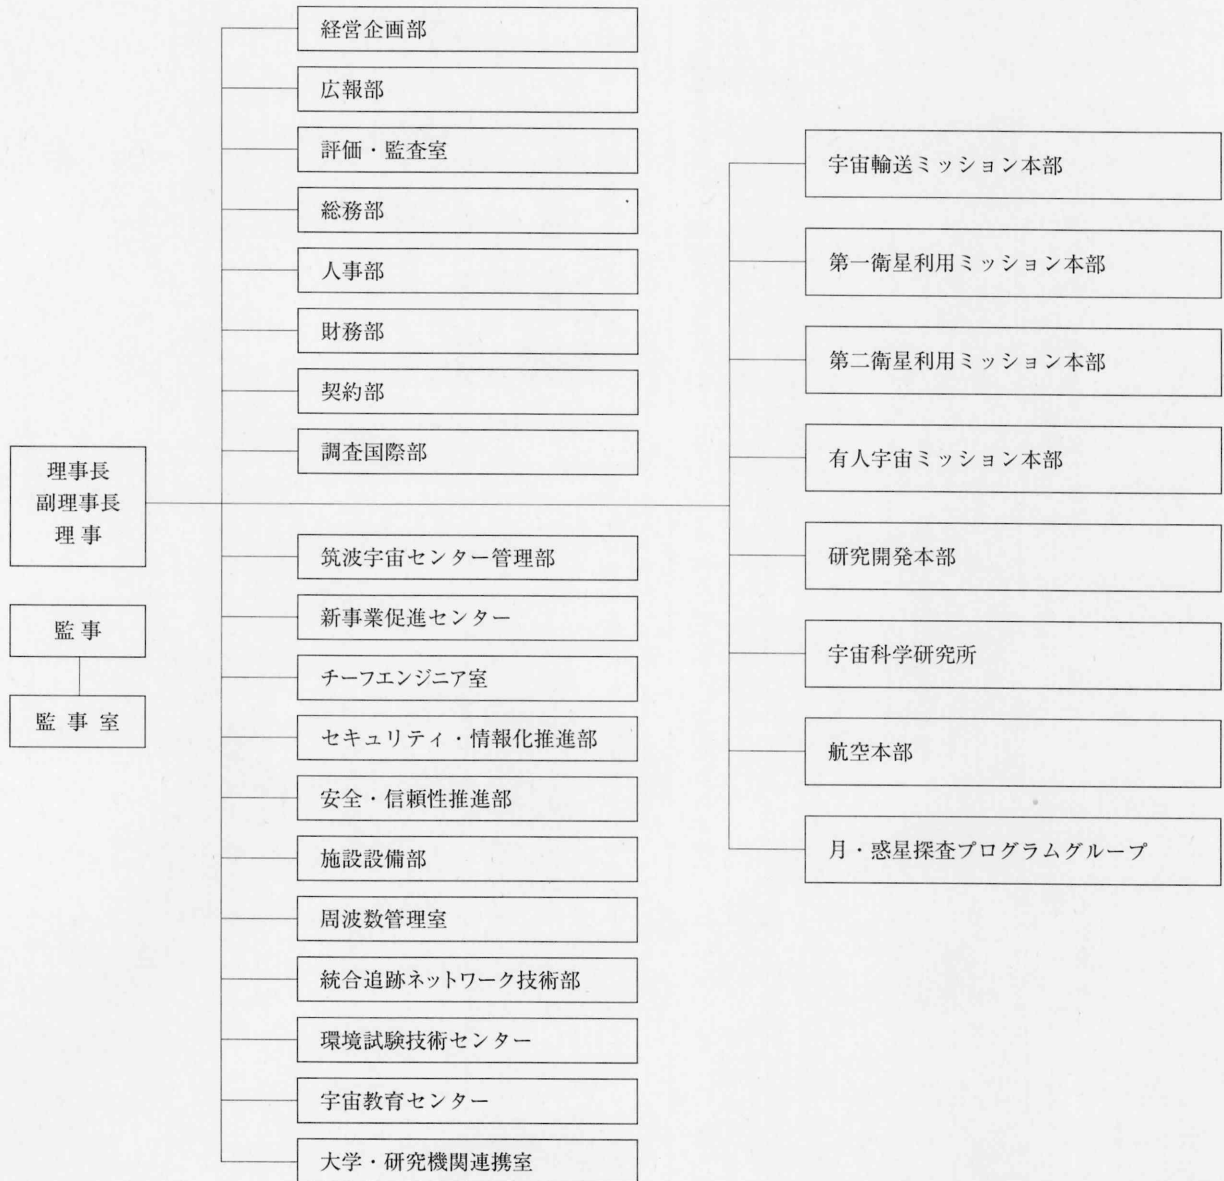 経営企画部
広報部
評価・監査室
総務部
人事部
財務部
契約部
調査国際部
理事長
副理事長
理事
監事
監事室
筑波宇宙センター管理部
新事業促進センター
チーフエンジニア室
セキュリティ・情報化推進部
安全・信頼性推進部
施設設備部
周波数管理室
統合追跡ネットワーク技術部
環境試験技術センター
宇宙教育センター
大学・研究機関連携室
宇宙輸送ミッション本部
第一衛星利用ミッション本部
第二衛星利用ミッション本部
有人宇宙ミッション本部
研究開発本部
宇宙科学研究所
航空本部
月・惑星探査プログラムグループ